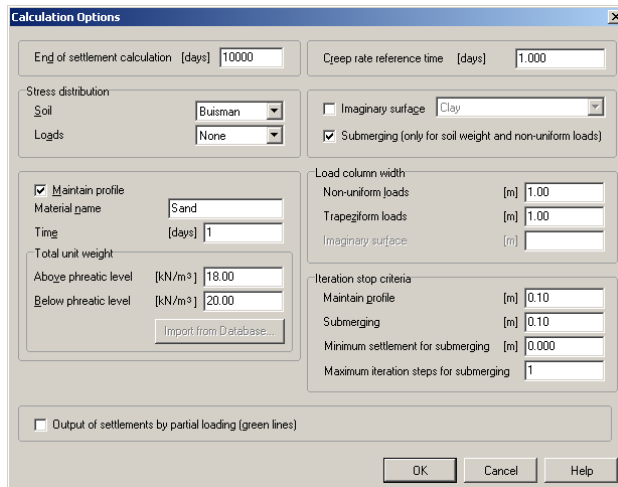 Calculation Options
End of settlement calculation [days] 10000
Creep rate reference time [days] 1.000
Stress distribution
Soil Buisman
Loads None
Imaginary surface Clay
Submerging (only for soil weight and non-uniform loads)
Maintain profile
Material name Sand
Time [days] 1
Total unit weight
Above phreatic level [kN/m³] 18.00
Below phreatic level [kN/m³] 20.00
Import from Database...
Load column width
Non-uniform loads [m] 1.00
Trapeziform loads [m] 1.00
Imaginary surface [m]
Iteration stop criteria
Maintain profile [m] 0.10
Submerging [m] 0.10
Minimum settlement for submerging [m] 0.000
Maximum iteration steps for submerging 1
Output of settlements by partial loading (green lines)
OK Cancel Help